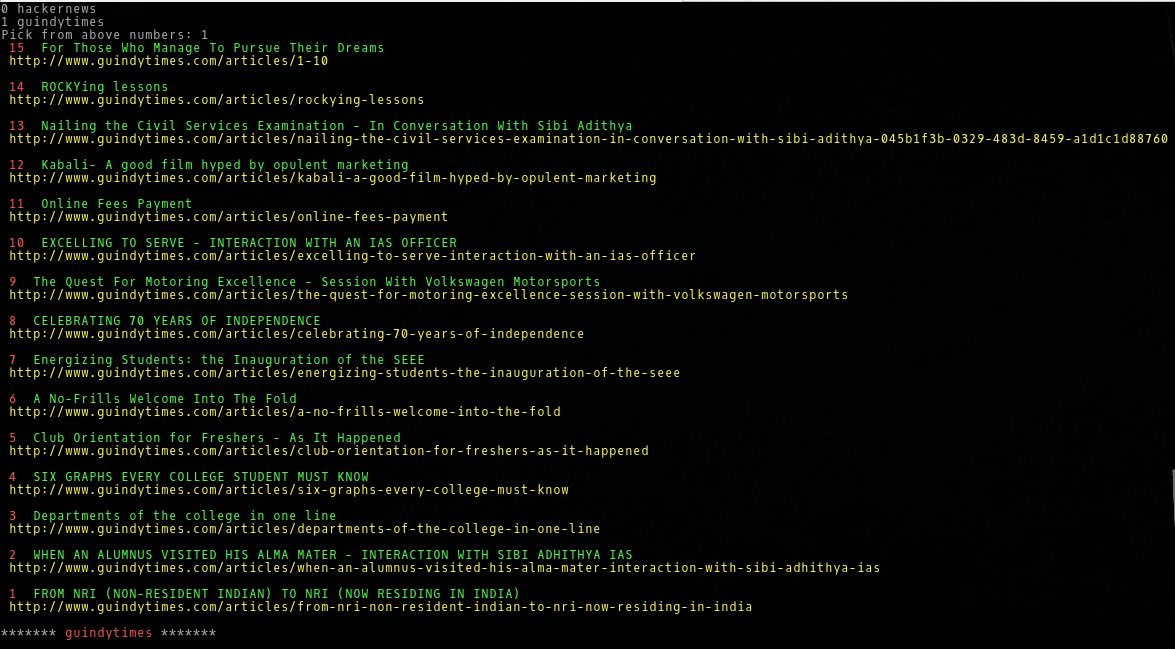 0 hackernews
1 guindytimes
Pick from above numbers: 1
15 For Those Who Manage To Pursue Their Dreams
http://www.guindytimes.com/articles/1-10
14 ROCKYing lessons
http://www.guindytimes.com/articles/rockying-lessons
13 Nailing the Civil Services Examination - In Conversation With Sibi Adithya
http://www.guindytimes.com/articles/nailing-the-civil-services-examination-in-conversation-with-sibi-adithya-045b1f3b-0329-483d-8459-a1d1c1d88760
12 Kabali- A good film hyped by opulent marketing
http://www.guindytimes.com/articles/kabali-a-good-film-hyped-by-opulent-marketing
11 Online Fees Payment
http://www.guindytimes.com/articles/online-fees-payment
10 EXCELLING TO SERVE - INTERACTION WITH AN IAS OFFICER
http://www.guindytimes.com/articles/excelling-to-serve-interaction-with-an-ias-officer
9 The Quest For Motoring Excellence - Session With Volkswagen Motorsports
http://www.guindytimes.com/articles/the-quest-for-motoring-excellence-session-with-volkswagen-motorsports
8 CELEBRATING 70 YEARS OF INDEPENDENCE
http://www.guindytimes.com/articles/celebrating-70-years-of-independence
7 Energizing Students: the Inauguration of the SEEE
http://www.guindytimes.com/articles/energizing-students-the-inauguration-of-the-seee
6 A No-Frills Welcome Into The Fold
http://www.guindytimes.com/articles/a-no-frills-welcome-into-the-fold
5 Club Orientation for Freshers - As It Happened
http://www.guindytimes.com/articles/club-orientation-for-freshers-as-it-happened
4 SIX GRAPHS EVERY COLLEGE STUDENT MUST KNOW
http://www.guindytimes.com/articles/six-graphs-every-college-must-know
3 Departments of the college in one line
http://www.guindytimes.com/articles/departments-of-the-college-in-one-line
2 WHEN AN ALUMNUS VISITED HIS ALMA MATER - INTERACTION WITH SIBI ADHITHYA IAS
http://www.guindytimes.com/articles/when-an-alumnus-visited-his-alma-mater-interaction-with-sibi-adhithya-ias
1 FROM NRI (NON-RESIDENT INDIAN) TO NRI (NOW RESIDING IN INDIA)
http://www.guindytimes.com/articles/from-nri-non-resident-indian-to-nri-now-residing-in-india
******* guindytimes *******